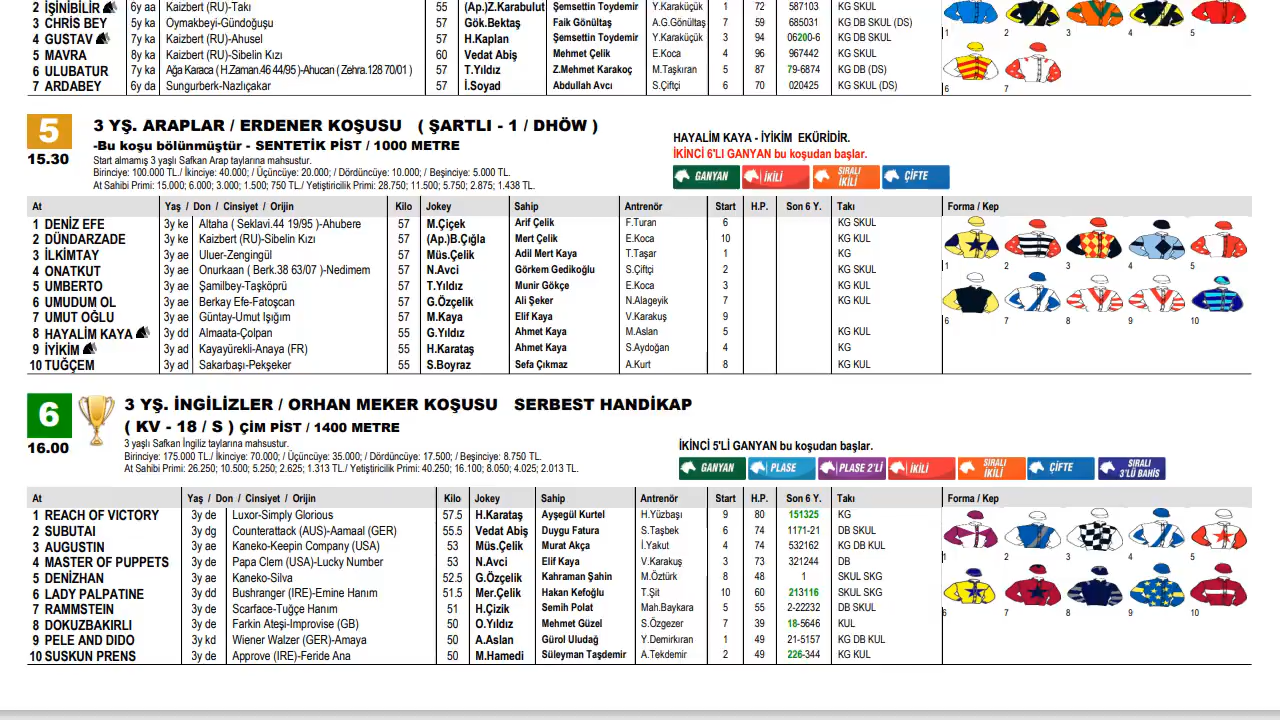 2 İŞİNİBİLİR 6y aa Kaizbert (RU)-Takı 55 (Ap.)Z.Karabulut Şemsettin Toydemir Y.Karaküçük 1 72 587103 KG SKUL
3 CHRİS BEY 5y ka Oymakbeyi-Gündoğuşu 57 Gök.Bektaş Faik Gönültaş A.G.Gönültaş 7 59 685031 KG DB SKUL (DS)
4 GUSTAV 7y ka Kaizbert (RU)-Ahusel 57 H.Kaplan Şemsettin Toydemir Y.Karaküçük 3 94 06200-6 KG DB SKUL
5 MAVRA 8y ka Kaizbert (RU)-Sibelin Kızı 60 Vedat Abiş Mehmet Çelik E.Koca 4 96 967442 KG SKUL
6 ULUBATUR 7y ka Ağa Karaca ( H.Zaman.46 44/95 )-Ahucan ( Zehra.128 70/01 ) 57 T.Yıldız Z.Mehmet Karakoç M.Taşkıran 5 87 79-6874 KG DB (DS)
7 ARDABEY 6y da Sungurberk-Nazlıçakar 57 İ.Soyad Abdullah Avcı S.Çiftçi 6 70 020425 KG SKUL (DS)
1 2 3 4 5
6 7
5 3 YŞ. ARAPLAR / ERDENER KOŞUSU ( ŞARTLI - 1 / DHÖW )
15.30 -Bu koşu bölünmüştür - SENTETİK PİST / 1000 METRE
Start almamış 3 yaşlı Safkan Arap taylarına mahsustur.
Birinciye: 100.000 TL./ İkinciye: 40.000; / Üçüncüye: 20.000; / Dördüncüye: 10.000; / Beşinciye: 5.000 TL.
At Sahibi Primi: 15.000; 6.000; 3.000; 1.500; 750 TL./ Yetiştiricilik Primi: 28.750; 11.500; 5.750; 2.875; 1.438 TL.
HAYALİM KAYA - İYİKİM EKÜRİDİR.
İKİNCİ 6'LI GANYAN bu koşudan başlar.
GANYAN İKİLİ SIRALI İKİLİ ÇİFTE
At Yaş / Don / Cinsiyet / Orijin Kilo Jokey Sahip Antrenör Start H.P. Son 6 Y. Takı Forma / Kep
1 DENİZ EFE 3y ke Altaha ( Seklavi.44 19/95 )-Ahubere 57 M.Çiçek Arif Çelik F.Turan 6 KG SKUL
2 DÜNDARZADE 3y ke Kaizbert (RU)-Sibelin Kızı 57 (Ap.)B.Çığla Mert Çelik E.Koca 10 KG KUL
3 İLKİMTAY 3y ae Uluer-Zengingül 57 Müs.Çelik Adil Mert Kaya T.Taşar 1 KG
4 ONATKUT 3y ae Onurkaan ( Berk.38 63/07 )-Nedimem 57 N.Avci Görkem Gedikoğlu S.Çiftçi 2 KG SKUL
5 UMBERTO 3y ae Şamilbey-Taşköprü 57 T.Yıldız Munir Gökçe E.Koca 3 KG KUL
6 UMUDUM OL 3y ae Berkay Efe-Fatoşcan 57 G.Özçelik Ali Şeker N.Alageyik 7 KG KUL
7 UMUT OĞLU 3y ae Güntay-Umut Işığım 57 M.Kaya Elif Kaya V.Karakuş 9
8 HAYALİM KAYA 3y dd Almaata-Çolpan 55 G.Yıldız Ahmet Kaya M.Aslan 5 KG KUL
9 İYİKİM 3y ad Kayayürekli-Anaya (FR) 55 H.Karataş Ahmet Kaya S.Aydoğan 4 KG
10 TUĞÇEM 3y ad Sakarbaşı-Pekşeker 55 S.Boyraz Sefa Çıkmaz A.Kurt 8 KG KUL
1 2 3 4 5
6 7 8 9 10
6 3 YŞ. İNGİLİZLER / ORHAN MEKER KOŞUSU SERBEST HANDİKAP
16.00 ( KV - 18 / S ) ÇİM PİST / 1400 METRE
3 yaşlı Safkan İngiliz taylarına mahsustur.
Birinciye: 175.000 TL./ İkinciye: 70.000; / Üçüncüye: 35.000; / Dördüncüye: 17.500; / Beşinciye: 8.750 TL.
At Sahibi Primi: 26.250; 10.500; 5.250; 2.625; 1.313 TL./ Yetiştiricilik Primi: 40.250; 16.100; 8.050; 4.025; 2.013 TL.
İKİNCİ 5'Lİ GANYAN bu koşudan başlar.
GANYAN PLASE PLASE 2'Lİ İKİLİ SIRALI İKİLİ ÇİFTE SIRALI 3'LÜ BAHİS
At Yaş / Don / Cinsiyet / Orijin Kilo Jokey Sahip Antrenör Start H.P. Son 6 Y. Takı Forma / Kep
1 REACH OF VICTORY 3y de Luxor-Simply Glorious 57.5 H.Karataş Ayşegül Kurtel H.Yüzbaşı 9 80 151325 KG
2 SUBUTAI 3y dg Counterattack (AUS)-Aamaal (GER) 55.5 Vedat Abiş Duygu Fatura S.Taşbek 6 74 1171-21 DB SKUL
3 AUGUSTIN 3y de Kaneko-Keepin Company (USA) 53 Müs.Çelik Murat Akça İ.Yakut 4 74 532162 KG DB KUL
4 MASTER OF PUPPETS 3y de Papa Clem (USA)-Lucky Number 53 N.Avci Elif Kaya V.Karakuş 3 73 321244 DB
5 DENİZHAN 3y ae Kaneko-Silva 52.5 G.Özçelik Kahraman Şahin M.Öztürk 8 48 1 SKUL SKG
6 LADY PALPATINE 3y dd Bushranger (IRE)-Emine Hanım 51.5 Mer.Çelik Hakan Kefoğlu T.Şit 10 60 213116 SKUL SKG
7 RAMMSTEIN 3y de Scarface-Tuğçe Hanım 51 H.Çizik Semih Polat Mah.Baykara 5 55 2-22232 DB SKUL
8 DOKUZBAKIRLI 3y de Farkin Ateşi-Improvise (GB) 50 O.Yıldız Mehmet Güzel S.Özgezer 7 39 18-5646 KUL
9 PELE AND DIDO 3y kd Wiener Walzer (GER)-Amaya 50 A.Aslan Gürol Uludağ Y.Demirkıran 1 49 21-5157 KG DB KUL
10 SUSKUN PRENS 3y de Approve (IRE)-Feride Ana 50 M.Hamedi Süleyman Taşdemir A.Tekdemir 2 49 226-344 KG KUL
1 2 3 4 5
6 7 8 9 10